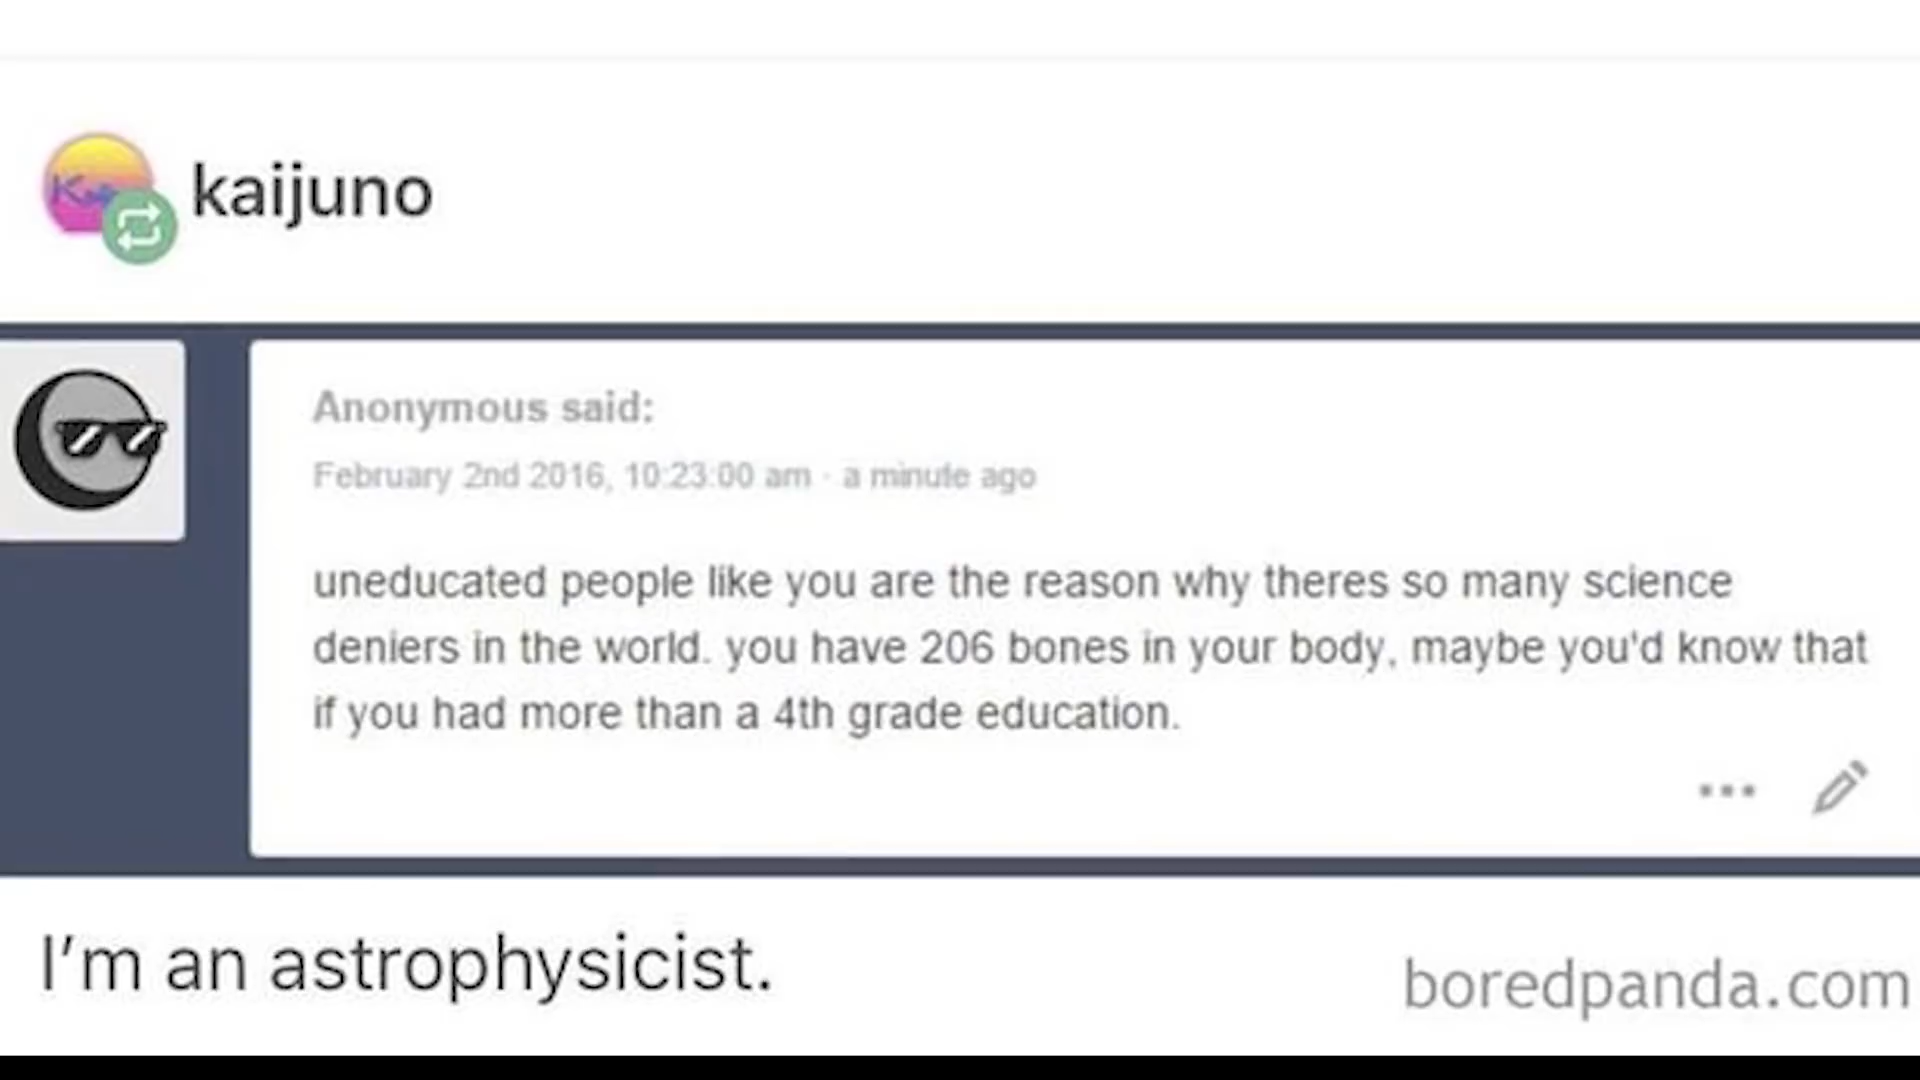 kaijuno
Anonymous said:
February 2nd 2016, 10:23:00 am · a minute ago
uneducated people like you are the reason why theres so many science
deniers in the world. you have 206 bones in your body, maybe you'd know that
if you had more than a 4th grade education.
I’m an astrophysicist.
boredpanda.com